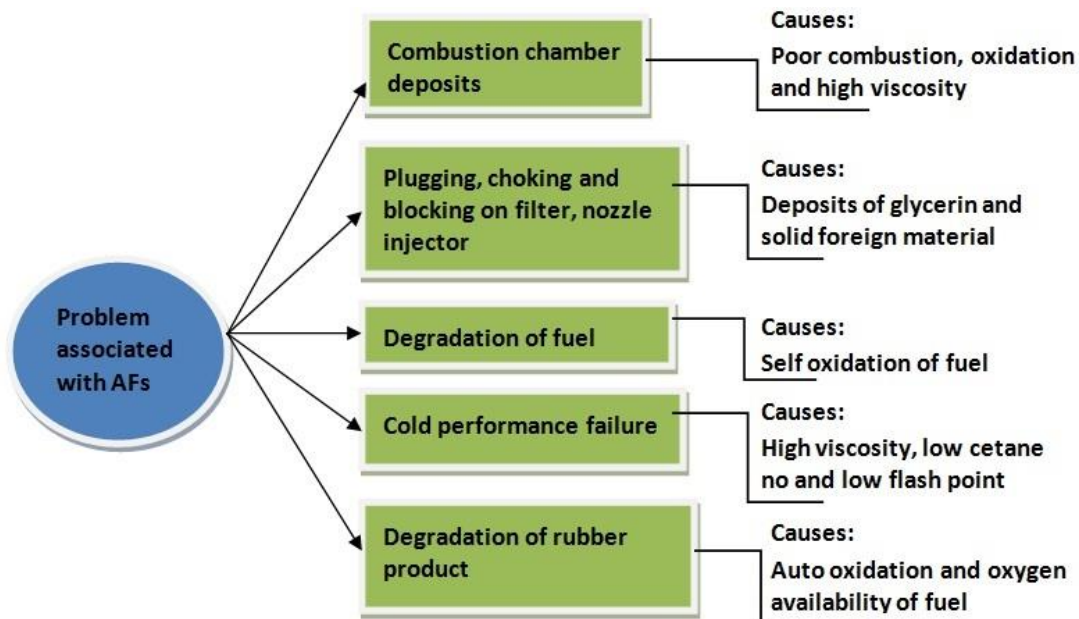 Problem
associated
with AFs
Combustion chamber
deposits
Causes:
Poor combustion, oxidation
and high viscosity
Plugging, choking and
blocking on filter, nozzle
injector
Causes:
Deposits of glycerin and
solid foreign material
Degradation of fuel
Causes:
Self oxidation of fuel
Cold performance failure
Causes:
High viscosity, low cetane
no and low flash point
Degradation of rubber
product
Causes:
Auto oxidation and oxygen
availability of fuel